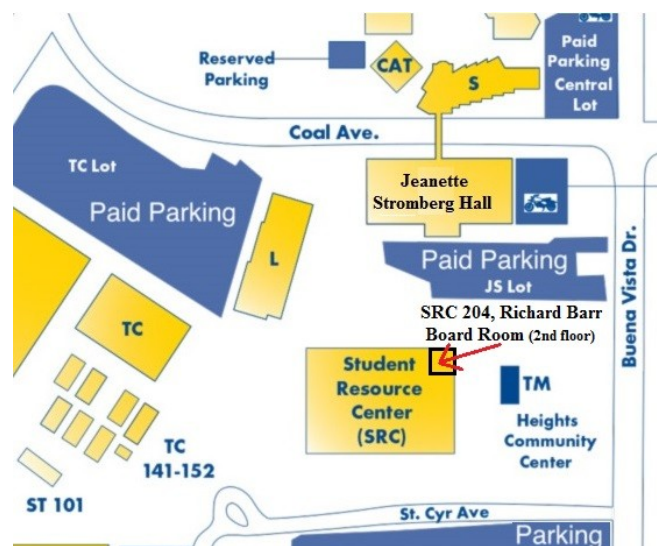 Reserved
Parking
CAT
S
Paid
Parking
Central
Lot
Coal Ave.
TC Lot
Paid Parking
Jeanette
Stromberg Hall
L
Paid Parking
JS Lot
Buena Vista Dr.
SRC 204, Richard Barr
Board Room (2nd floor)
TC
Student
Resource
Center
(SRC)
TM
Heights
Community
Center
TC
141-152
ST 101
St. Cyr Ave
Parking